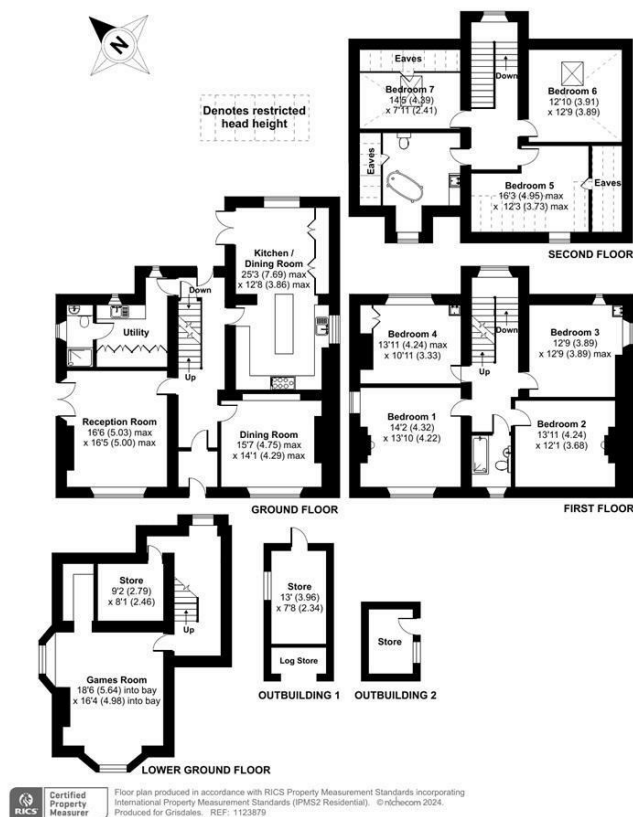 N
Denotes restricted
head height
Eaves
Bedroom 7
14'5 (4.39)
x 7'11 (2.41)
Down
Bedroom 6
12'10 (3.91)
x 12'9 (3.89)
Eaves
Bedroom 5
16'3 (4.95) max
x 12'3 (3.73) max
Eaves
SECOND FLOOR
Kitchen /
Dining Room
25'3 (7.69) max
x 12'8 (3.86) max
Down
Utility
Up
Reception Room
16'6 (5.03) max
x 16'5 (5.00) max
Dining Room
15'7 (4.75) max
x 14'1 (4.29) max
GROUND FLOOR
Bedroom 4
13'11 (4.24) max
x 10'11 (3.33)
Down
Bedroom 3
12'9 (3.89)
x 12'9 (3.89) max
Up
Bedroom 1
14'2 (4.32)
x 13'10 (4.22)
Bedroom 2
13'11 (4.24)
x 12'1 (3.68)
FIRST FLOOR
Store
9'2 (2.79)
x 8'1 (2.46)
Up
Games Room
18'6 (5.64) into bay
x 16'4 (4.98) into bay
LOWER GROUND FLOOR
Store
13' (3.96)
x 7'8 (2.34)
Log Store
OUTBUILDING 1
Store
OUTBUILDING 2
RICS
Certified
Property
Measurer
Floor plan produced in accordance with RICS Property Measurement Standards incorporating
International Property Measurement Standards (IPMS2 Residential). © nichecom 2024.
Produced for Grisdales. REF: 1123879